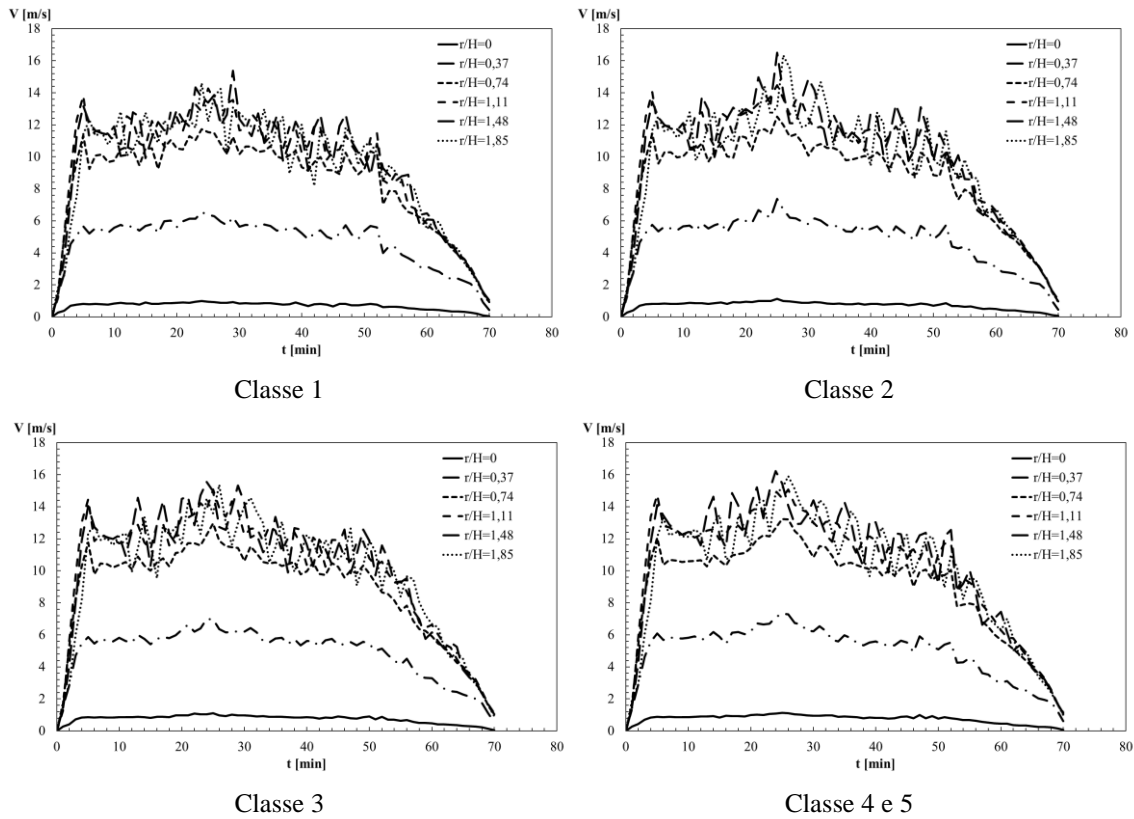 V [m/s]
18
16
14
12
10
8
6
4
2
0
0 10 20 30 40 50 60 70 80
t [min]
r/H=0
r/H=0,37
r/H=0,74
r/H=1,11
r/H=1,48
r/H=1,85
Classe 1
V [m/s]
18
16
14
12
10
8
6
4
2
0
0 10 20 30 40 50 60 70 80
t [min]
r/H=0
r/H=0,37
r/H=0,74
r/H=1,11
r/H=1,48
r/H=1,85
Classe 2
V [m/s]
18
16
14
12
10
8
6
4
2
0
0 10 20 30 40 50 60 70 80
t [min]
r/H=0
r/H=0,37
r/H=0,74
r/H=1,11
r/H=1,48
r/H=1,85
Classe 3
V [m/s]
18
16
14
12
10
8
6
4
2
0
0 10 20 30 40 50 60 70 80
t [min]
r/H=0
r/H=0,37
r/H=0,74
r/H=1,11
r/H=1,48
r/H=1,85
Classe 4 e 5